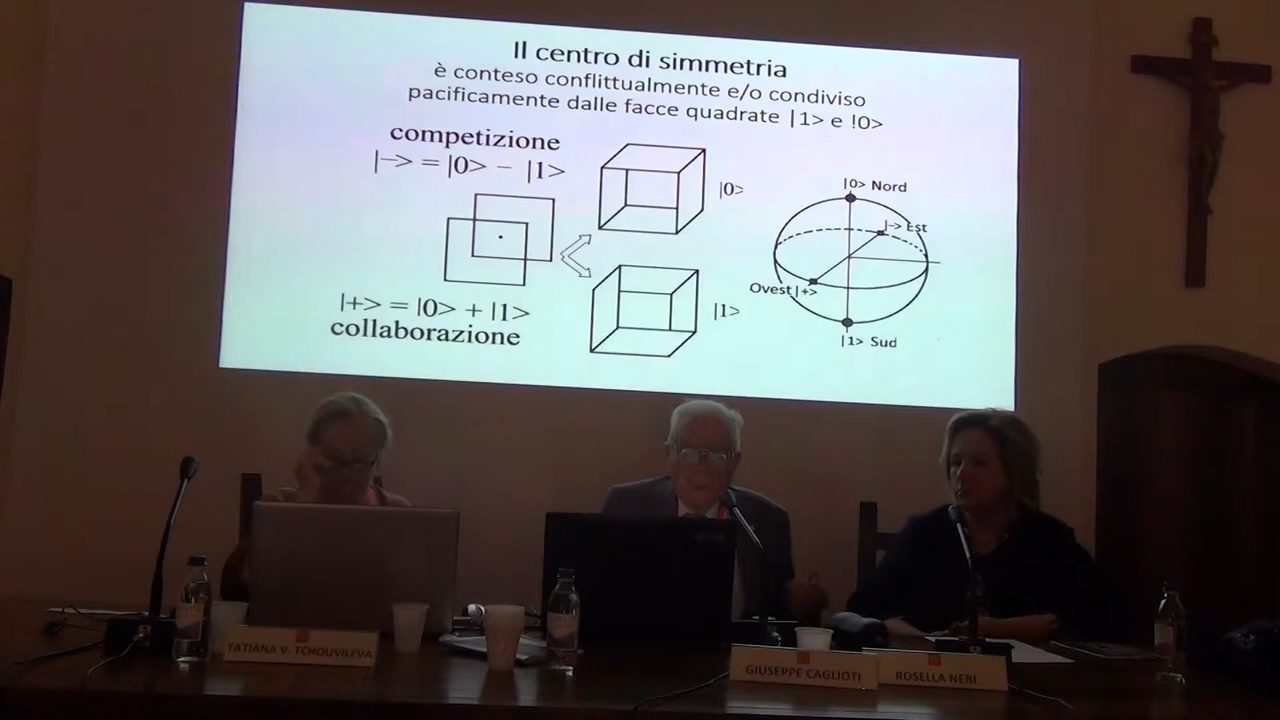 Il centro di simmetria
è conteso conflittualmente e/o condiviso
pacificamente dalle facce quadrate |1> e !0>
competizione
|−> = |0> − |1>
|0>
|1>
|+> = |0> + |1>
collaborazione
|0> Nord
|-> Est
Ovest |+>
|1> Sud
TATIANA V. TCHOUVILEVA
GIUSEPPE CAGLIOTI
ROSELLA NERI